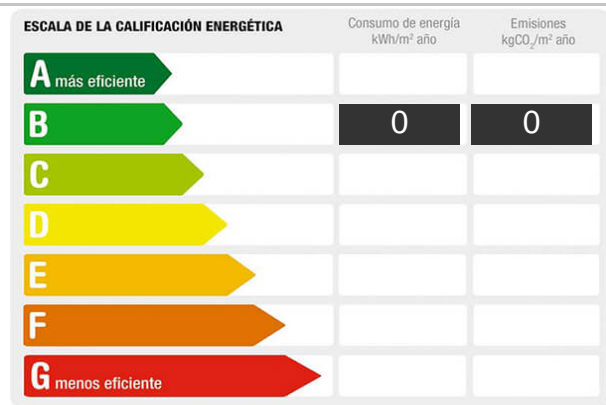 ESCALA DE LA CALIFICACIÓN ENERGÉTICA
Consumo de energía
kWh/m² año
Emisiones
kgCO₂/m² año
A más eficiente
B 0 0
C
D
E
F
G menos eficiente